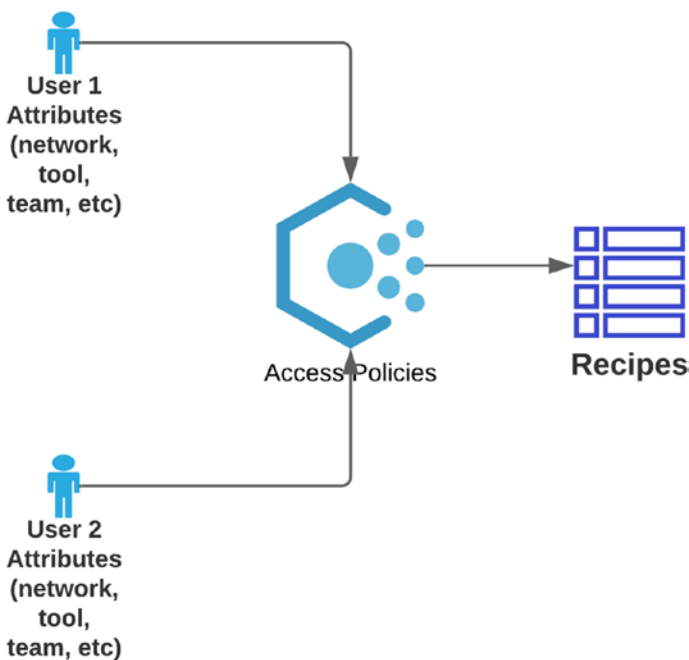 User 1
Attributes
(network,
tool,
team, etc)
Access Policies
Recipes
User 2
Attributes
(network,
tool,
team, etc)